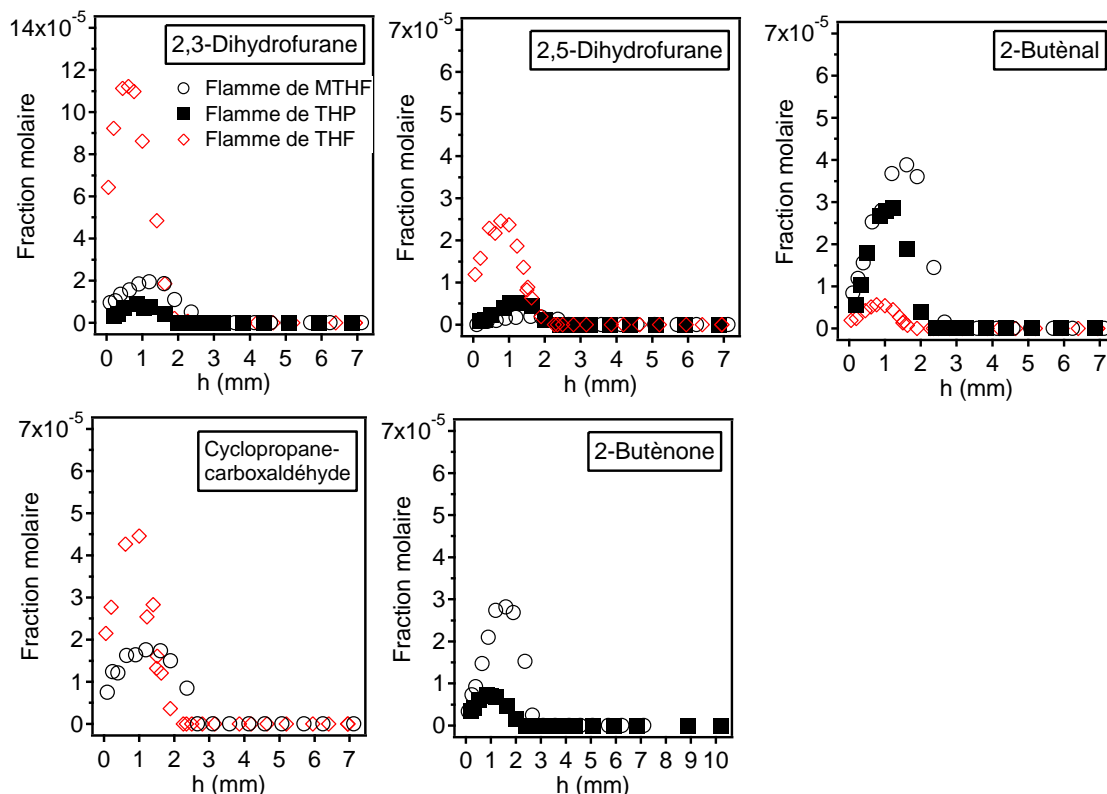 14x10-5
12
10
8
6
4
2
0
Fraction molaire
2,3-Dihydrofurane
Flamme de MTHF
Flamme de THP
Flamme de THF
0 1 2 3 4 5 6 7
h (mm)
7x10-5
6
5
4
3
2
1
0
Fraction molaire
2,5-Dihydrofurane
0 1 2 3 4 5 6 7
h (mm)
7x10-5
6
5
4
3
2
1
0
Fraction molaire
2-Butènal
0 1 2 3 4 5 6 7
h (mm)
7x10-5
6
5
4
3
2
1
0
Fraction molaire
Cyclopropane-
carboxaldéhyde
0 1 2 3 4 5 6 7
h (mm)
7x10-5
6
5
4
3
2
1
0
Fraction molaire
2-Butènone
0 1 2 3 4 5 6 7 8 9 10
h (mm)